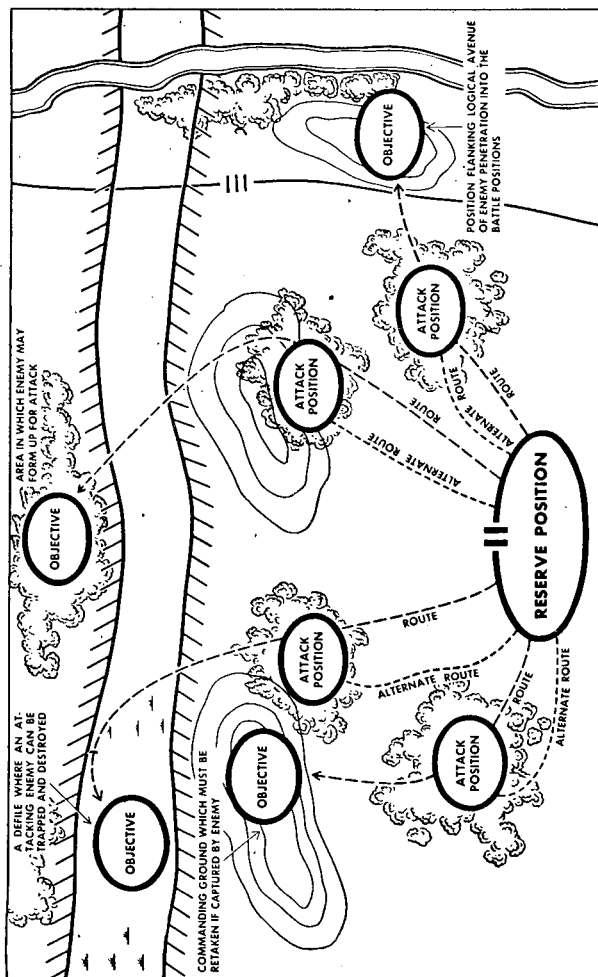 A DEFILE WHERE AN AT-
TACKING ENEMY CAN BE
TRAPPED AND DESTROTED
AREA IN WHICH ENEMY MAY
FORM UP FOR ATTACK
OBJECTIVE
OBJECTIVE
COMMANDING GROUND WHICH MUST BE
RETAKEN IF CAPTURED BY ENEMY
OBJECTIVE
ATTACK
POSITION
ATTACK
POSITION
OBJECTIVE
POSITION FLANKING LOGICAL AVENUE
OF ENEMY PENETRATION INTO THE
BATTLE POSITIONS
ATTACK
POSITION
ATTACK
POSITION
ROUTE
ALTERNATE ROUTE
ROUTE
ALTERNATE ROUTE
ROUTE
ALTERNATE ROUTE
ROUTE
ALTERNATE
ROUTE
RESERVE POSITION